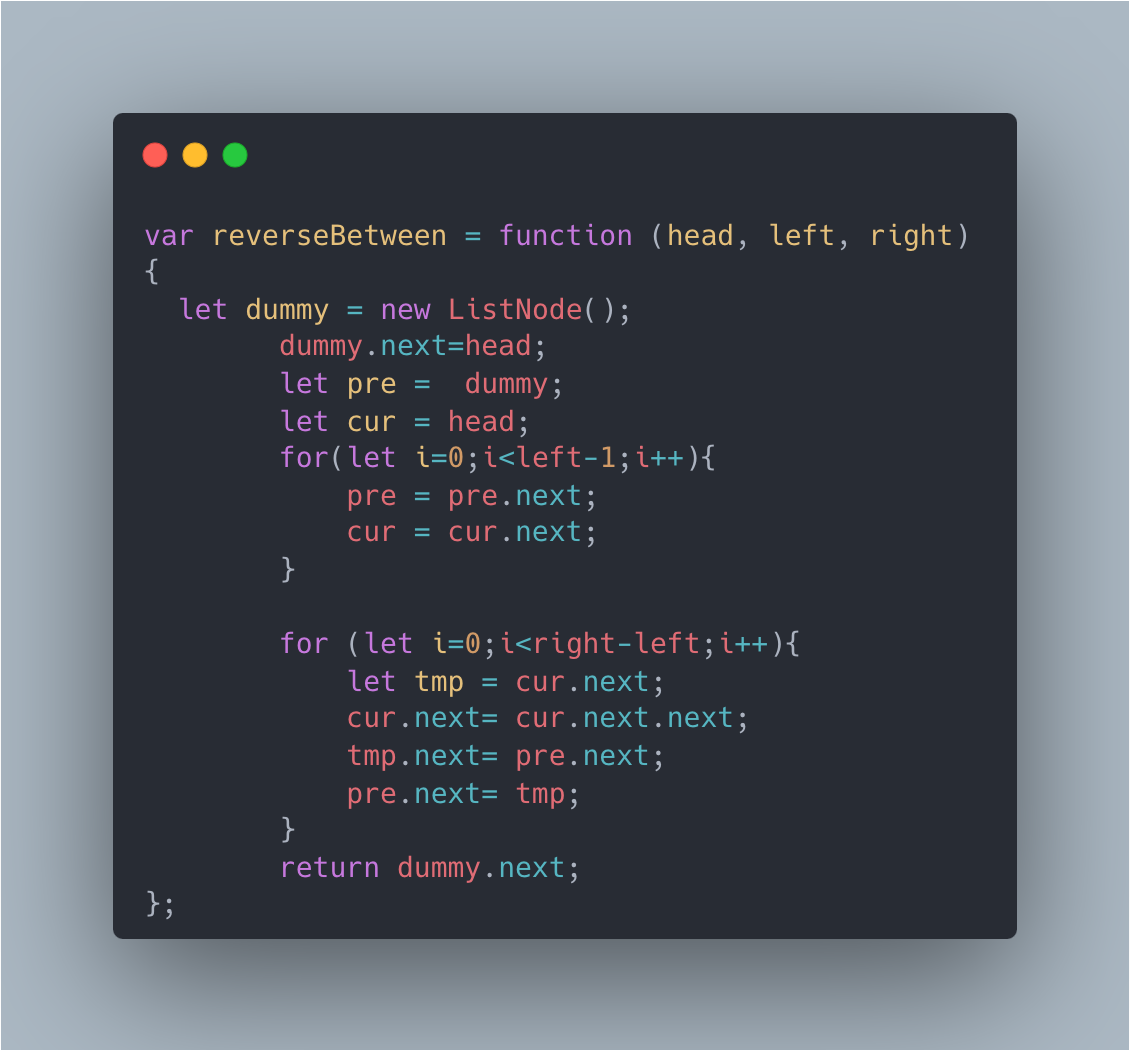 var reverseBetween = function (head, left, right)
{
  let dummy = new ListNode();
        dummy.next=head;
        let pre =  dummy;
        let cur = head;
        for(let i=0;i<left-1;i++){
            pre = pre.next;
            cur = cur.next;
        }

        for (let i=0;i<right-left;i++){
            let tmp = cur.next;
            cur.next= cur.next.next;
            tmp.next= pre.next;
            pre.next= tmp;
        }
        return dummy.next;
};